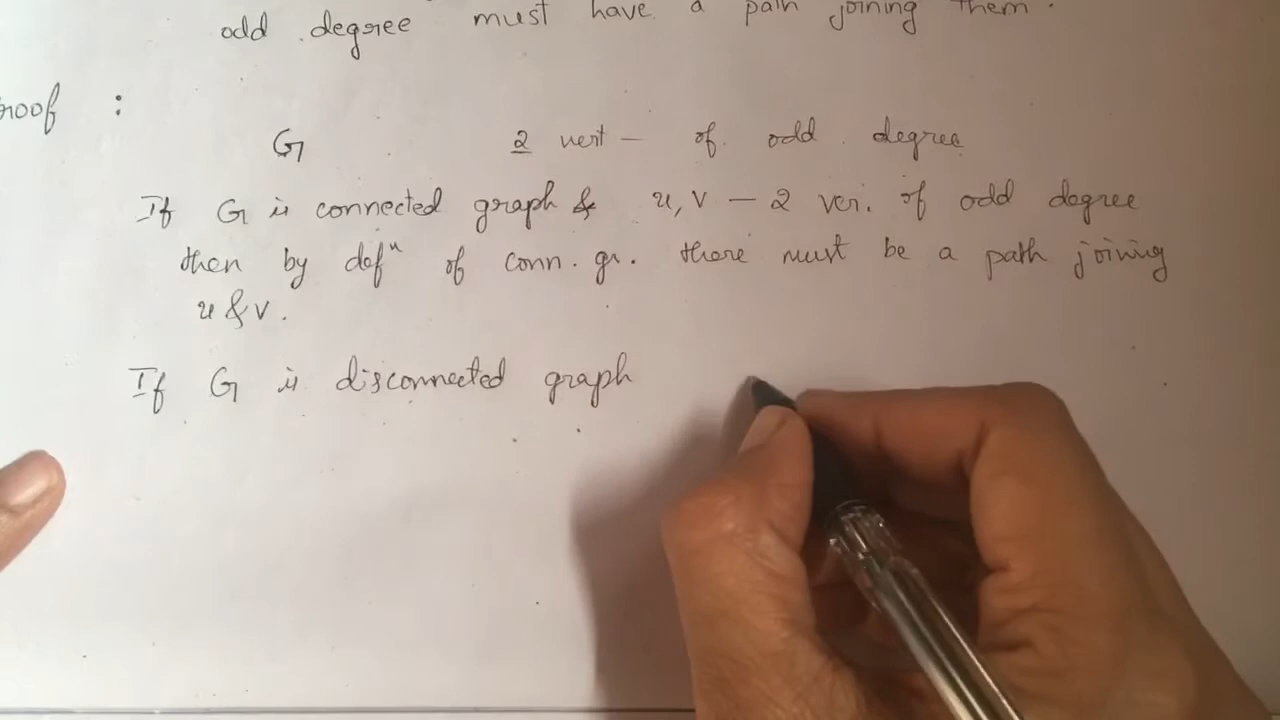 odd degree must have a path joining them.
roof :
G 2 vert - of odd degree
If G is connected graph & u, v - 2 ver. of odd degree
then by defn of conn. gr. there must be a path joining
u & v.
If G is disconnected graph